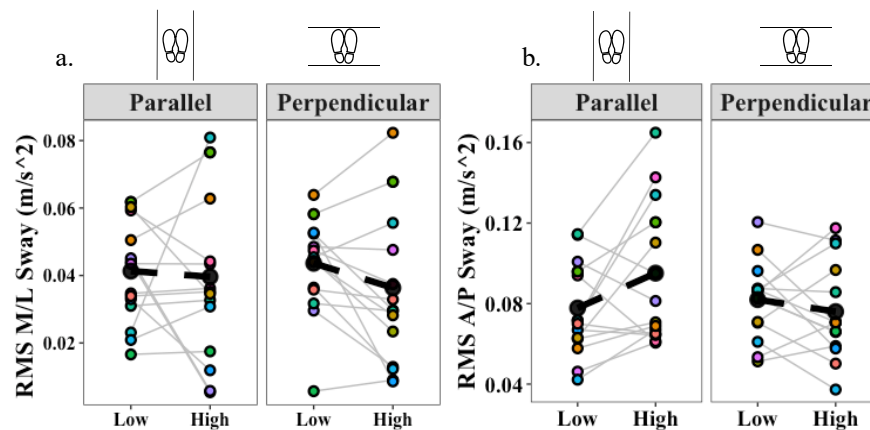 a.
Parallel
Perpendicular
RMS M/L Sway (m/s^2)
0.08
0.06
0.04
0.02
Low
High
Low
High
b.
Parallel
Perpendicular
RMS A/P Sway (m/s^2)
0.16
0.12
0.08
0.04
Low
High
Low
High